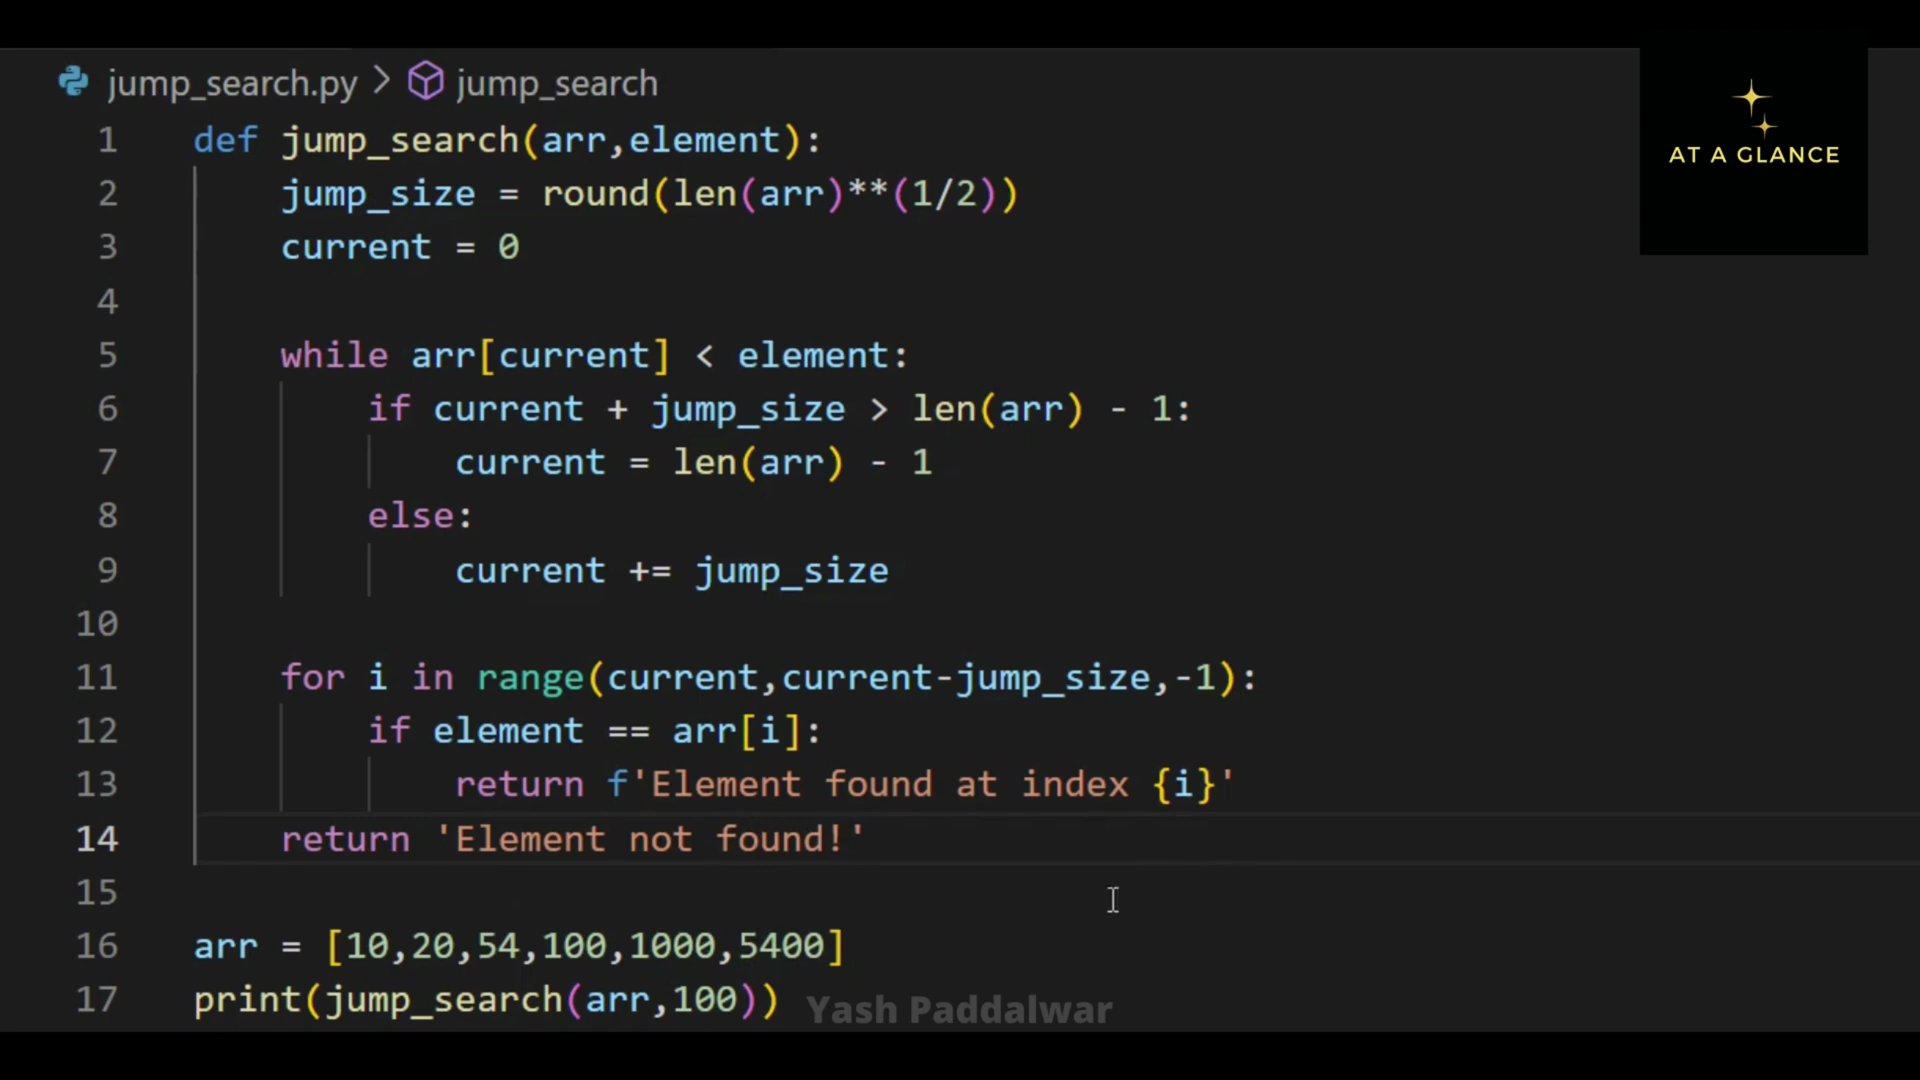 jump_search.py > jump_search
AT A GLANCE
1 def jump_search(arr,element):
2     jump_size = round(len(arr)**(1/2))
3     current = 0
4
5     while arr[current] < element:
6         if current + jump_size > len(arr) - 1:
7             current = len(arr) - 1
8         else:
9             current += jump_size
10
11     for i in range(current,current-jump_size,-1):
12         if element == arr[i]:
13             return f'Element found at index {i}'
14     return 'Element not found!'
15
16 arr = [10,20,54,100,1000,5400]
17 print(jump_search(arr,100))
Yash Paddalwar